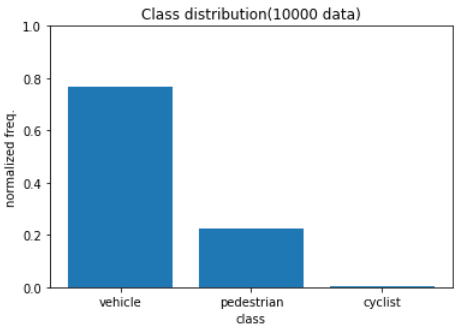 Class distribution(10000 data)
1.0
0.8
0.6
0.4
0.2
0.0
normalized freq.
vehicle pedestrian cyclist
class